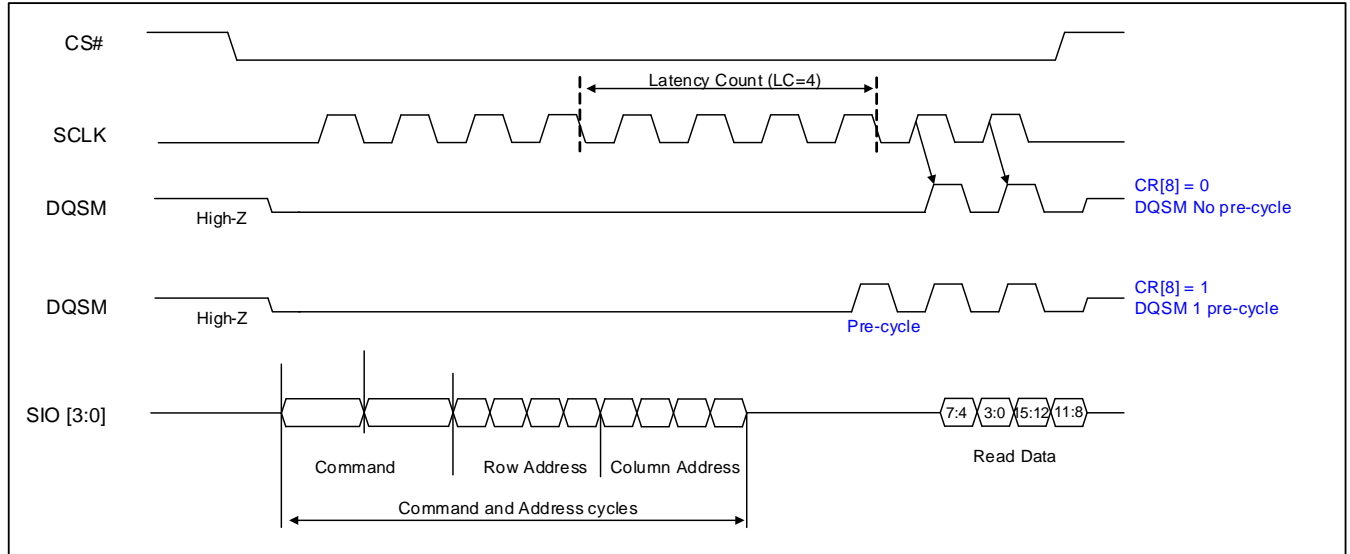 CS#
Latency Count (LC=4)
SCLK
DQSM
High-Z
CR[8] = 0
DQSM No pre-cycle
DQSM
High-Z
Pre-cycle
CR[8] = 1
DQSM 1 pre-cycle
SIO [3:0]
7:4 3:0 15:12 11:8
Command Row Address Column Address
Read Data
Command and Address cycles